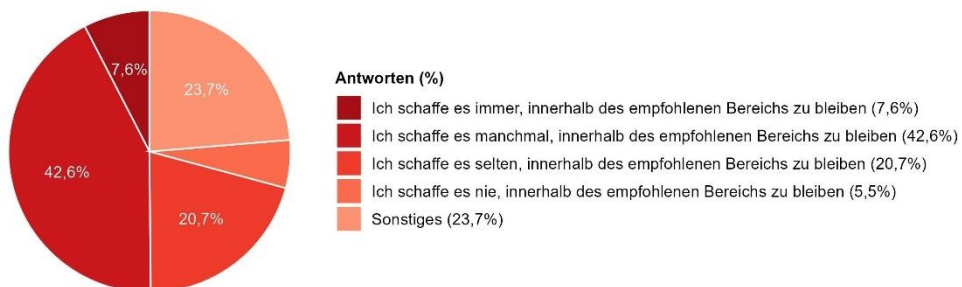 7,6%
23,7%
42,6%
20,7%
Antworten (%)
Ich schaffe es immer, innerhalb des empfohlenen Bereichs zu bleiben (7,6%)
Ich schaffe es manchmal, innerhalb des empfohlenen Bereichs zu bleiben (42,6%)
Ich schaffe es selten, innerhalb des empfohlenen Bereichs zu bleiben (20,7%)
Ich schaffe es nie, innerhalb des empfohlenen Bereichs zu bleiben (5,5%)
Sonstiges (23,7%)